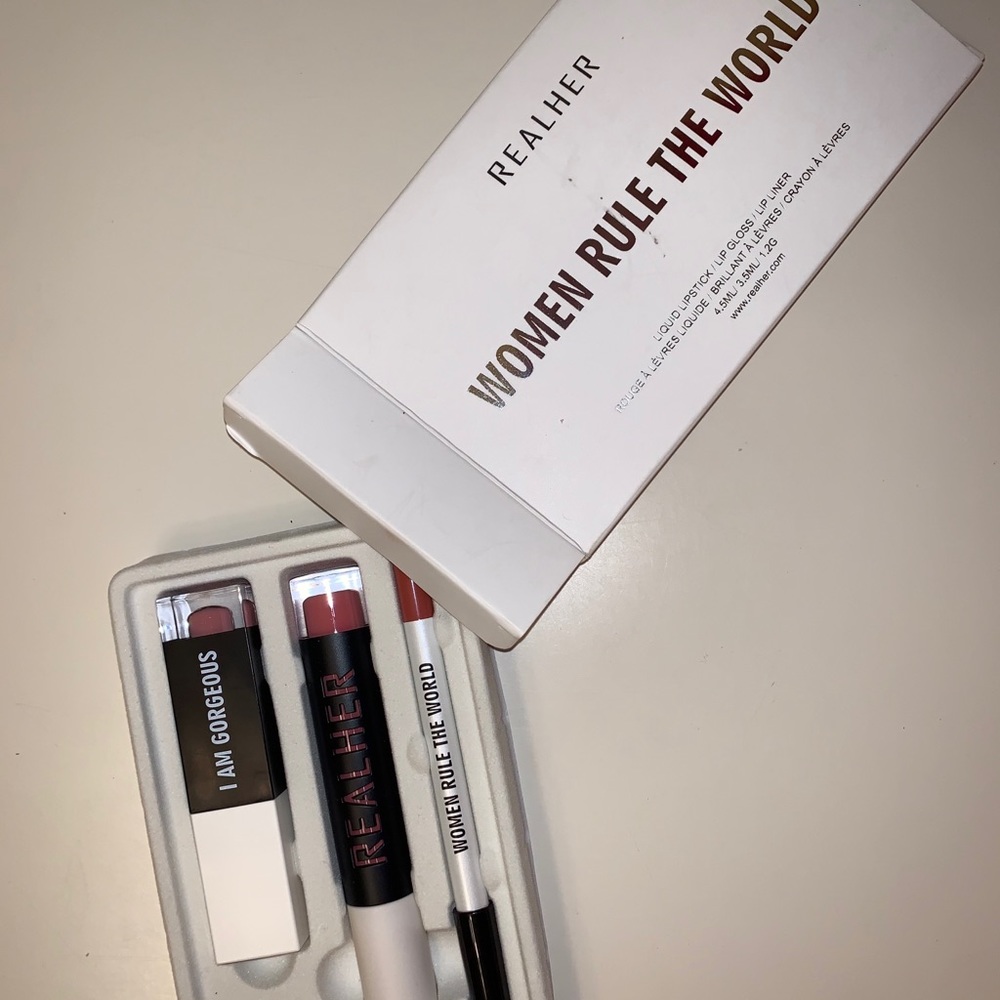 REALHER
WOMEN RULE THE WORLD
LIQUID LIPSTICK / LIP GLOSS / LIP LINER
ROUGE À LÈVRES LIQUIDE / BRILLANT À LÈVRES / CRAYON À LÈVRES
4.5ML/ 3.5ML/ 1.2G
www.realher.com
I AM GORGEOUS
REALHER
WOMEN RULE THE WORLD